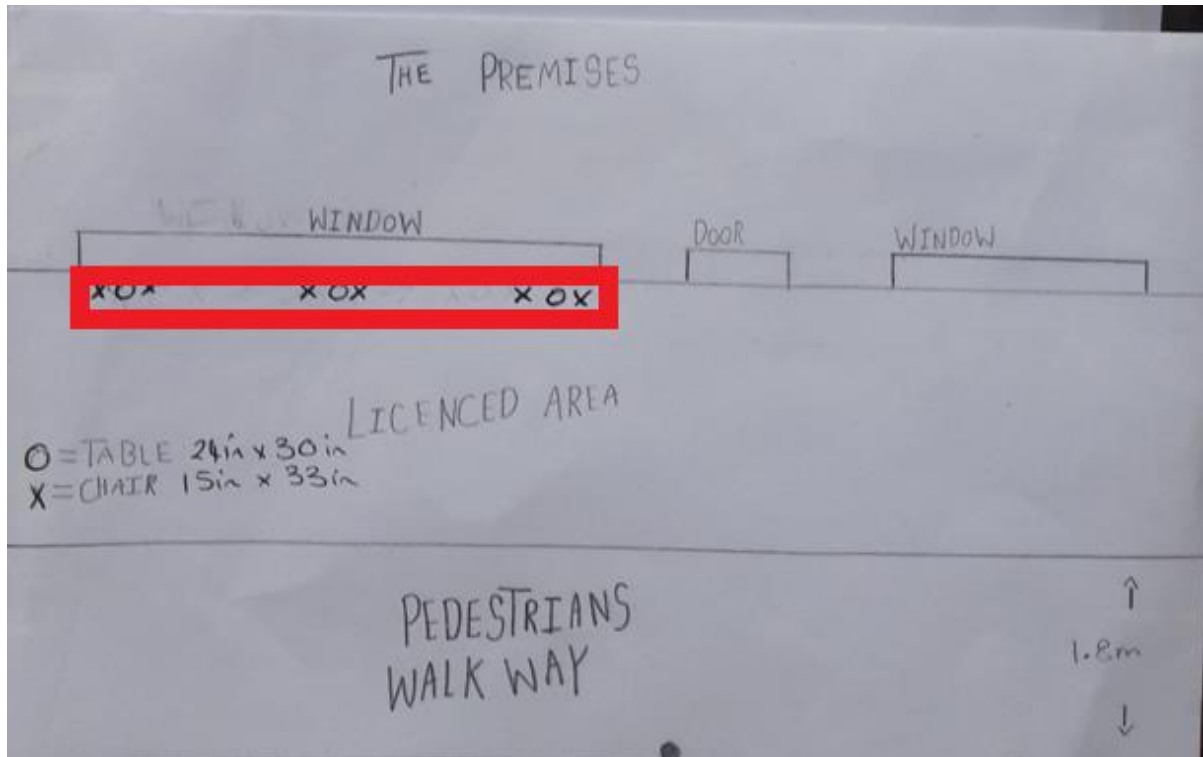 THE PREMISES
WINDOW
DOOR
WINDOW
XOX XOX XOX
LICENCED AREA
O = TABLE 24in x 30in
X = CHAIR 15in x 33in
PEDESTRIANS
WALK WAY
1.8m